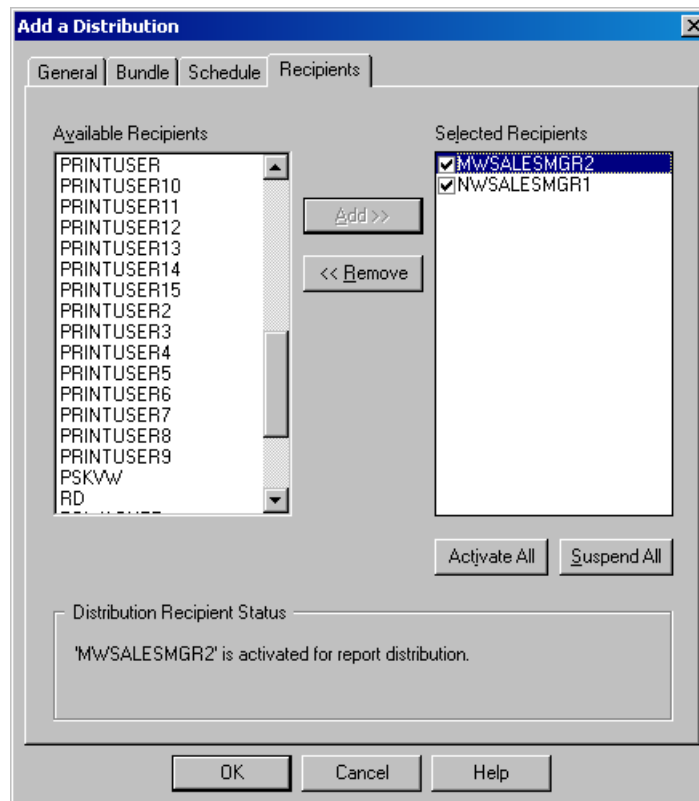 Add a Distribution
General
Bundle
Schedule
Recipients
Available Recipients
PRINTUSER
PRINTUSER10
PRINTUSER11
PRINTUSER12
PRINTUSER13
PRINTUSER14
PRINTUSER15
PRINTUSER2
PRINTUSER3
PRINTUSER4
PRINTUSER5
PRINTUSER6
PRINTUSER7
PRINTUSER8
PRINTUSER9
PSKVW
RD
Add >>
<< Remove
Selected Recipients
MWSALESMGR2
NWSALESMGR1
Activate All
Suspend All
Distribution Recipient Status
'MWSALESMGR2' is activated for report distribution.
OK
Cancel
Help